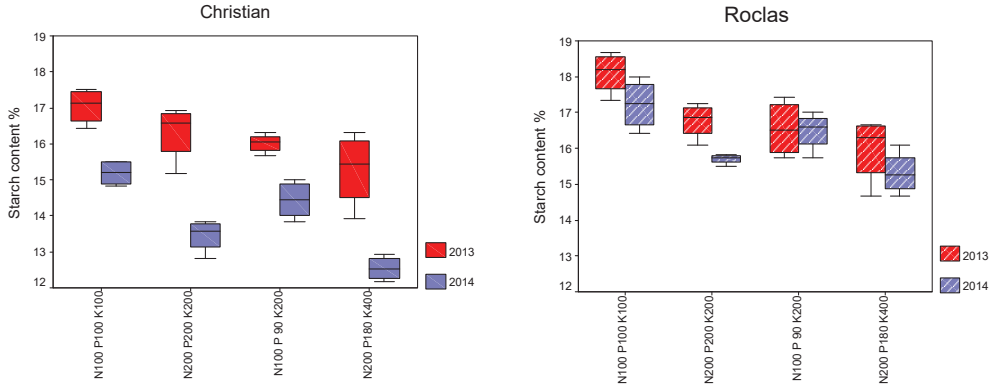 Christian
Starch content %
19
18
17
16
15
14
13
12
N100 P100 K100
N200 P200 K200
N100 P 90 K200
N200 P180 K400
2013
2014
Roclas
Starch content %
19
18
17
16
15
14
13
12
N100 P100 K100
N200 P200 K200
N100 P 90 K200
N200 P180 K400
2013
2014